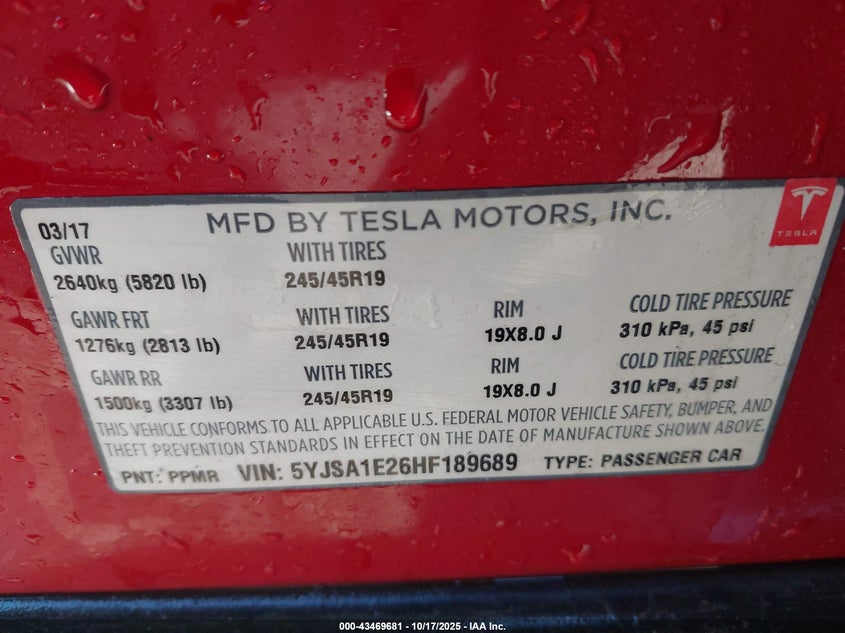 03/17 MFD BY TESLA MOTORS, INC.
TESLA
GVWR WITH TIRES
2640kg (5820 lb) 245/45R19
GAWR FRT WITH TIRES RIM COLD TIRE PRESSURE
1276kg (2813 lb) 245/45R19 19X8.0 J 310 kPa, 45 psi
GAWR RR WITH TIRES RIM COLD TIRE PRESSURE
1500kg (3307 lb) 245/45R19 19X8.0 J 310 kPa, 45 psi
THIS VEHICLE CONFORMS TO ALL APPLICABLE U.S. FEDERAL MOTOR VEHICLE SAFETY, BUMPER, AND
THEFT PREVENTION STANDARDS IN EFFECT ON THE DATE OF MANUFACTURE SHOWN ABOVE.
PNT: PPMR VIN: 5YJSA1E26HF189689 TYPE: PASSENGER CAR
000-43469681 - 10/17/2025 - IAA Inc.